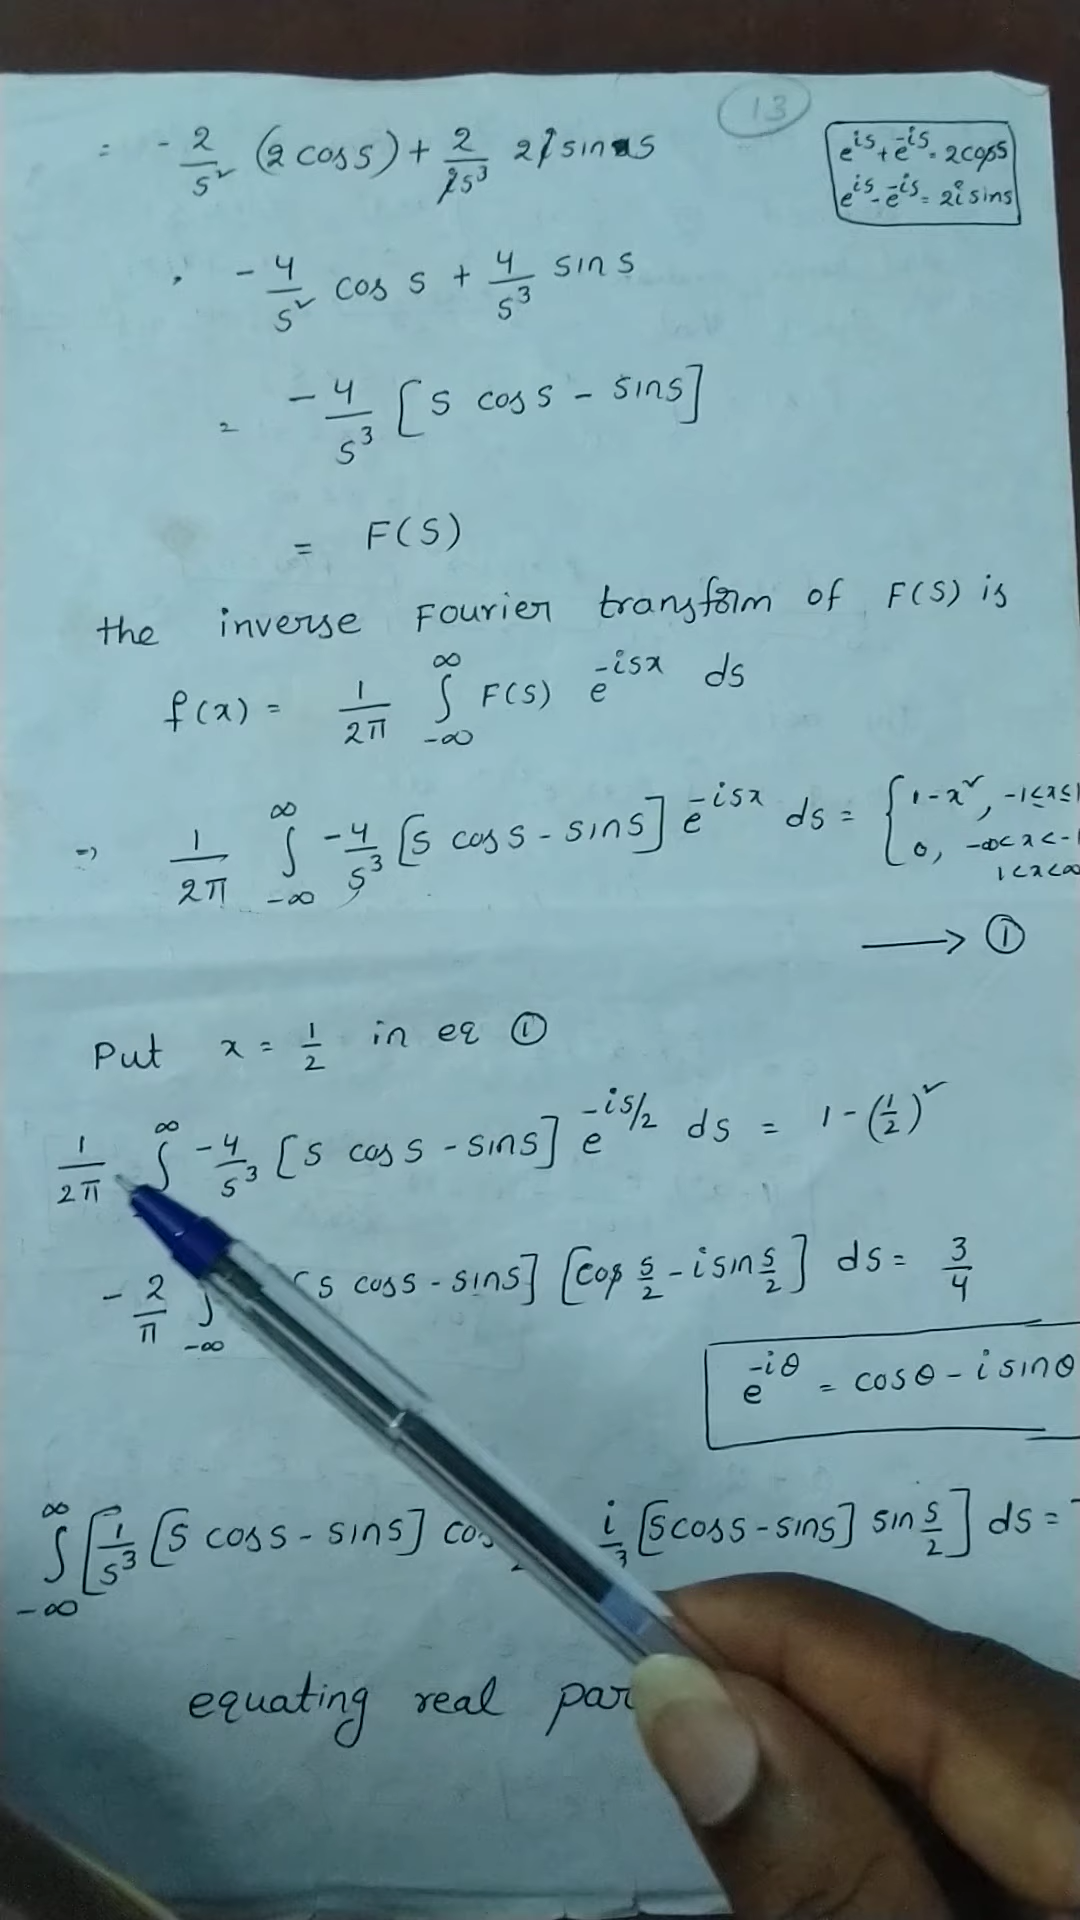 13
= - 2/s² (2 cos s) + 2/is³ 2i sin s
e^{is} + e^{-is} = 2 cos s
e^{is} - e^{-is} = 2i sin s
- 4/s² cos s + 4/s³ sin s
= - 4/s³ [s cos s - sin s]
= F(S)
the inverse Fourier transform of F(S) is
f(x) = 1/2π ∫_{-∞}^{∞} F(S) e^{-isx} ds
=> 1/2π ∫_{-∞}^{∞} -4/s³ [s cos s - sin s] e^{-isx} ds = { 1-x², -1≤x≤1
0, -∞<x<-1
1<x<∞
⟶ ①
Put x = 1/2 in eq ①
1/2π ∫^{∞} -4/s³ [s cos s - sin s] e^{-is/2} ds = 1 - (1/2)²
- 2/π ∫_{-∞} [s cos s - sin s] [cos s/2 - i sin s/2] ds = 3/4
e^{-iθ} = cos θ - i sin θ
∫_{-∞}^{∞} [1/s³ [s cos s - sin s] cos i/3 [s cos s - sin s] sin s/2] ds =
equating real